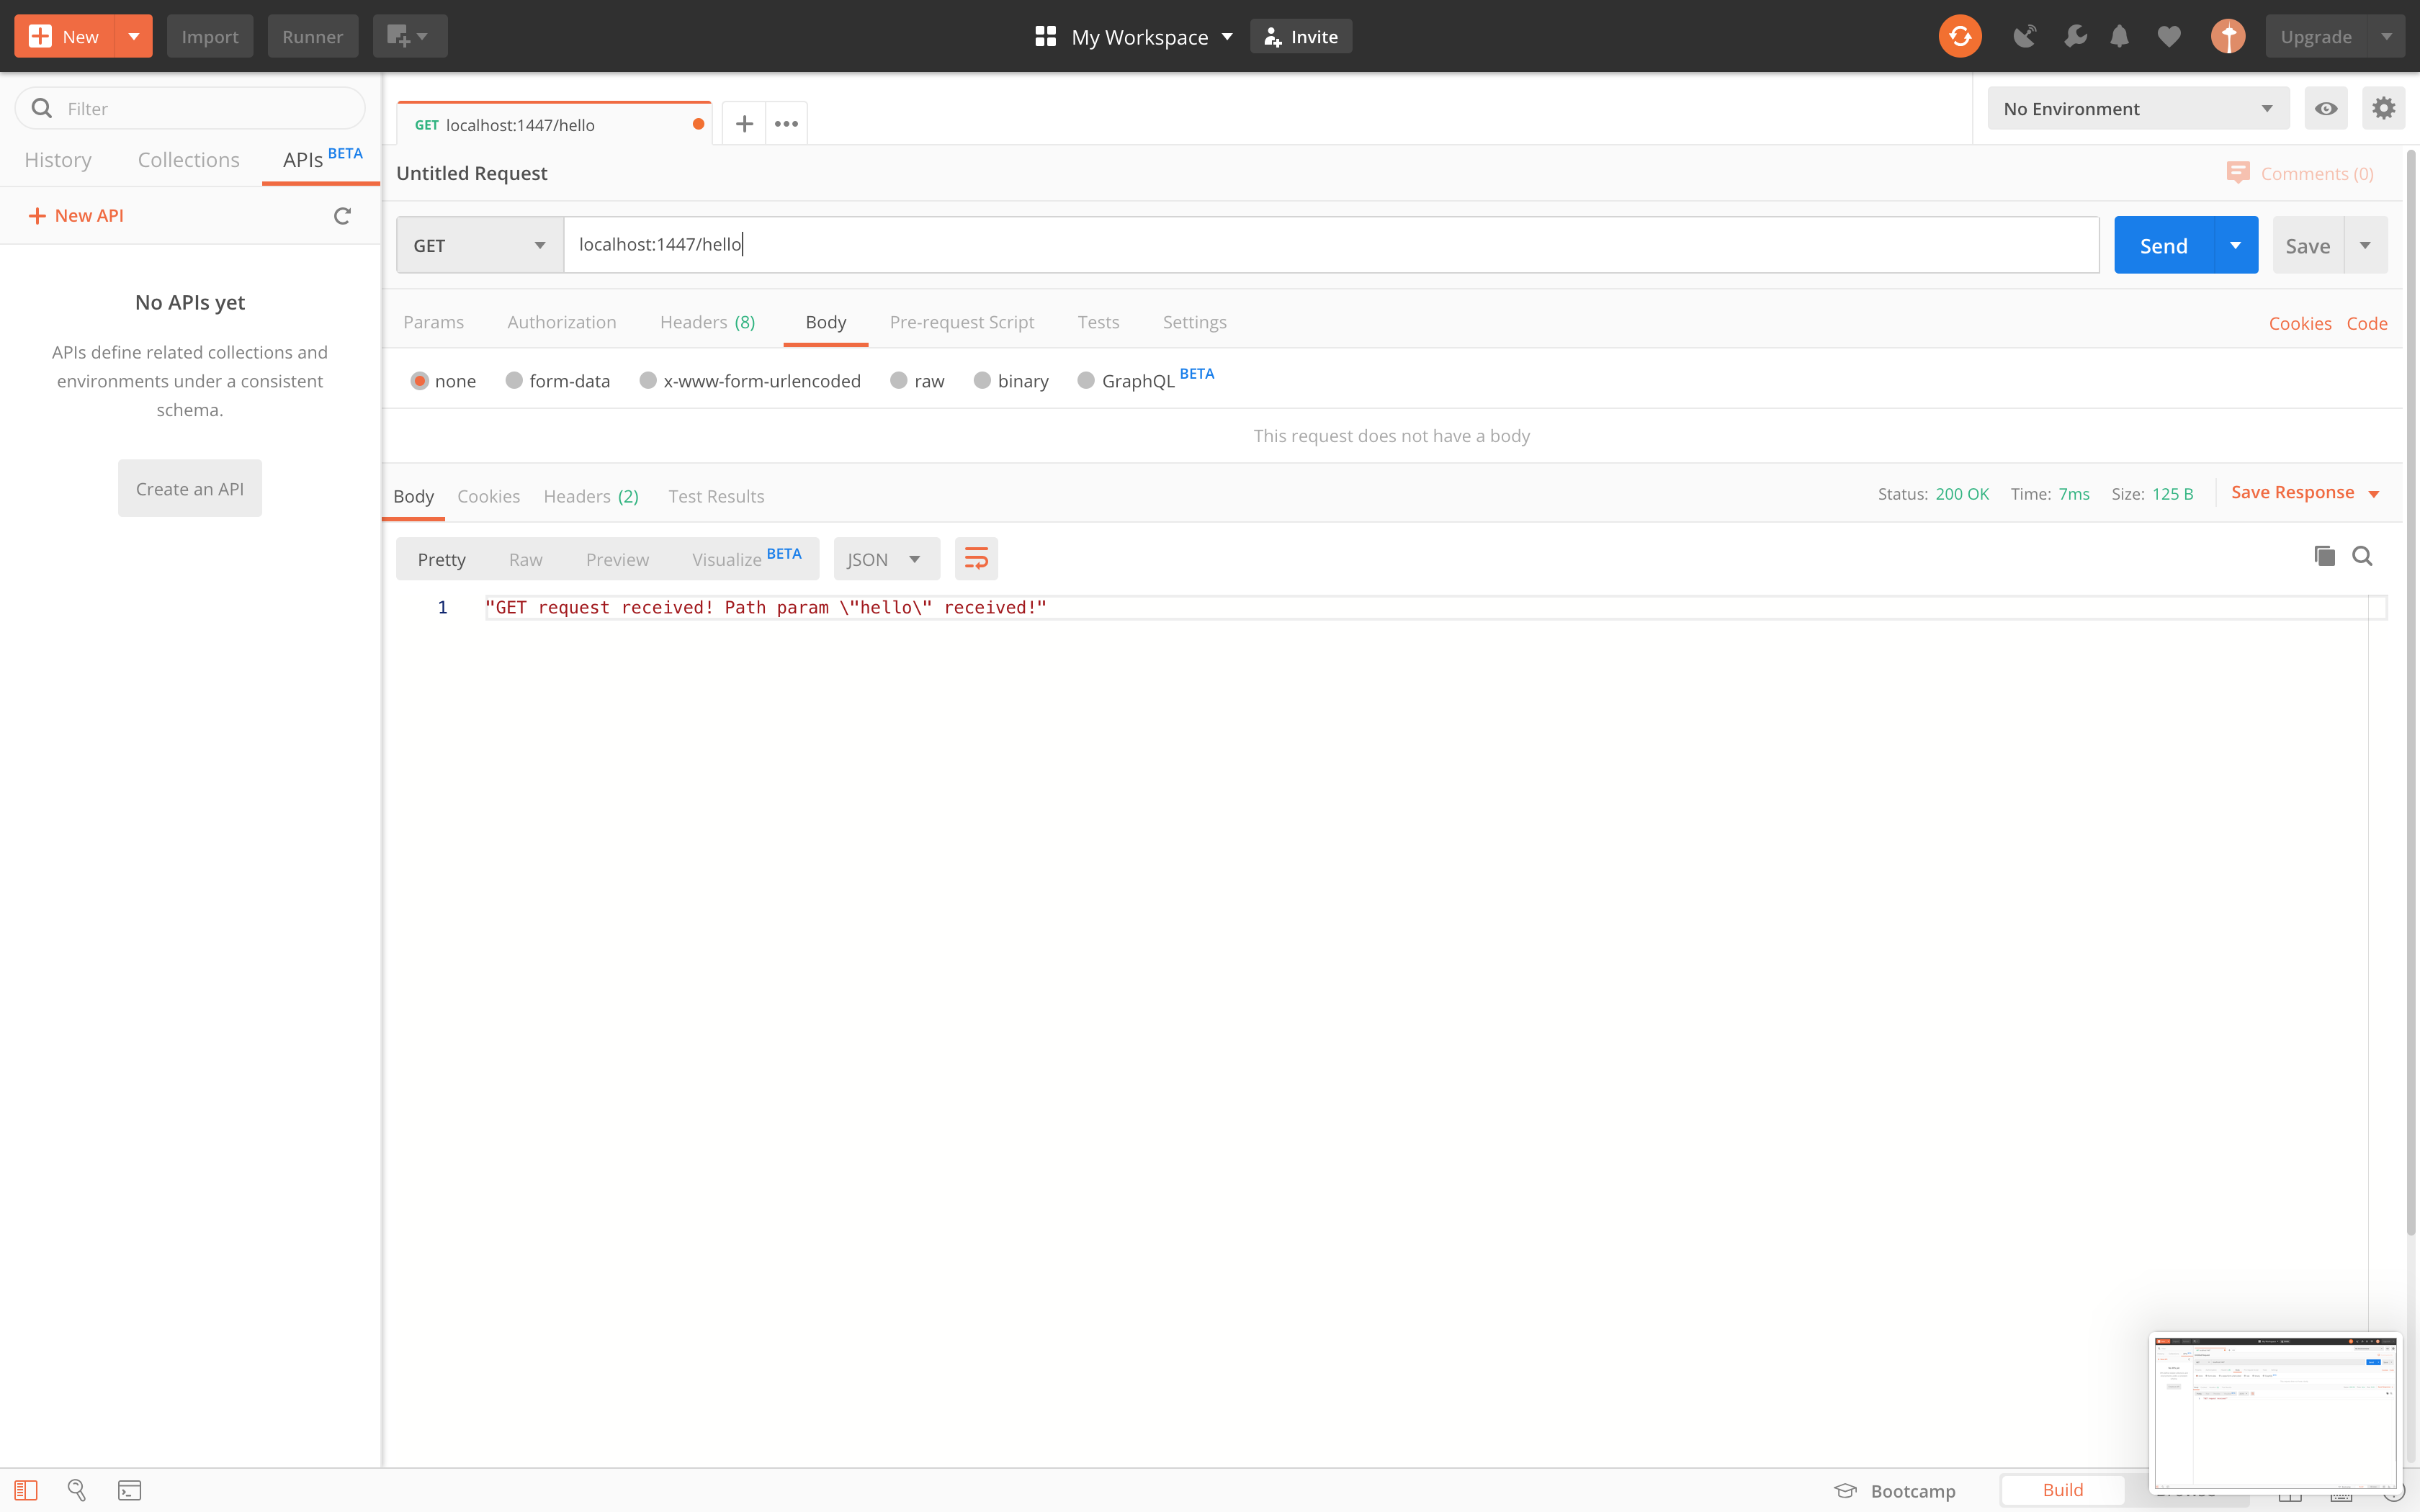 New
Import
Runner
My Workspace
Invite
Upgrade
Filter
History
Collections
APIs BETA
New API
No APIs yet
APIs define related collections and
environments under a consistent
schema.
Create an API
GET localhost:1447/hello
No Environment
Untitled Request
Comments (0)
GET
localhost:1447/hello
Send
Save
Params
Authorization
Headers (8)
Body
Pre-request Script
Tests
Settings
Cookies
Code
none
form-data
x-www-form-urlencoded
raw
binary
GraphQL BETA
This request does not have a body
Body
Cookies
Headers (2)
Test Results
Status: 200 OK
Time: 7ms
Size: 125 B
Save Response
Pretty
Raw
Preview
Visualize BETA
JSON
1
"GET request received! Path param \"hello\" received!"
Bootcamp
Build